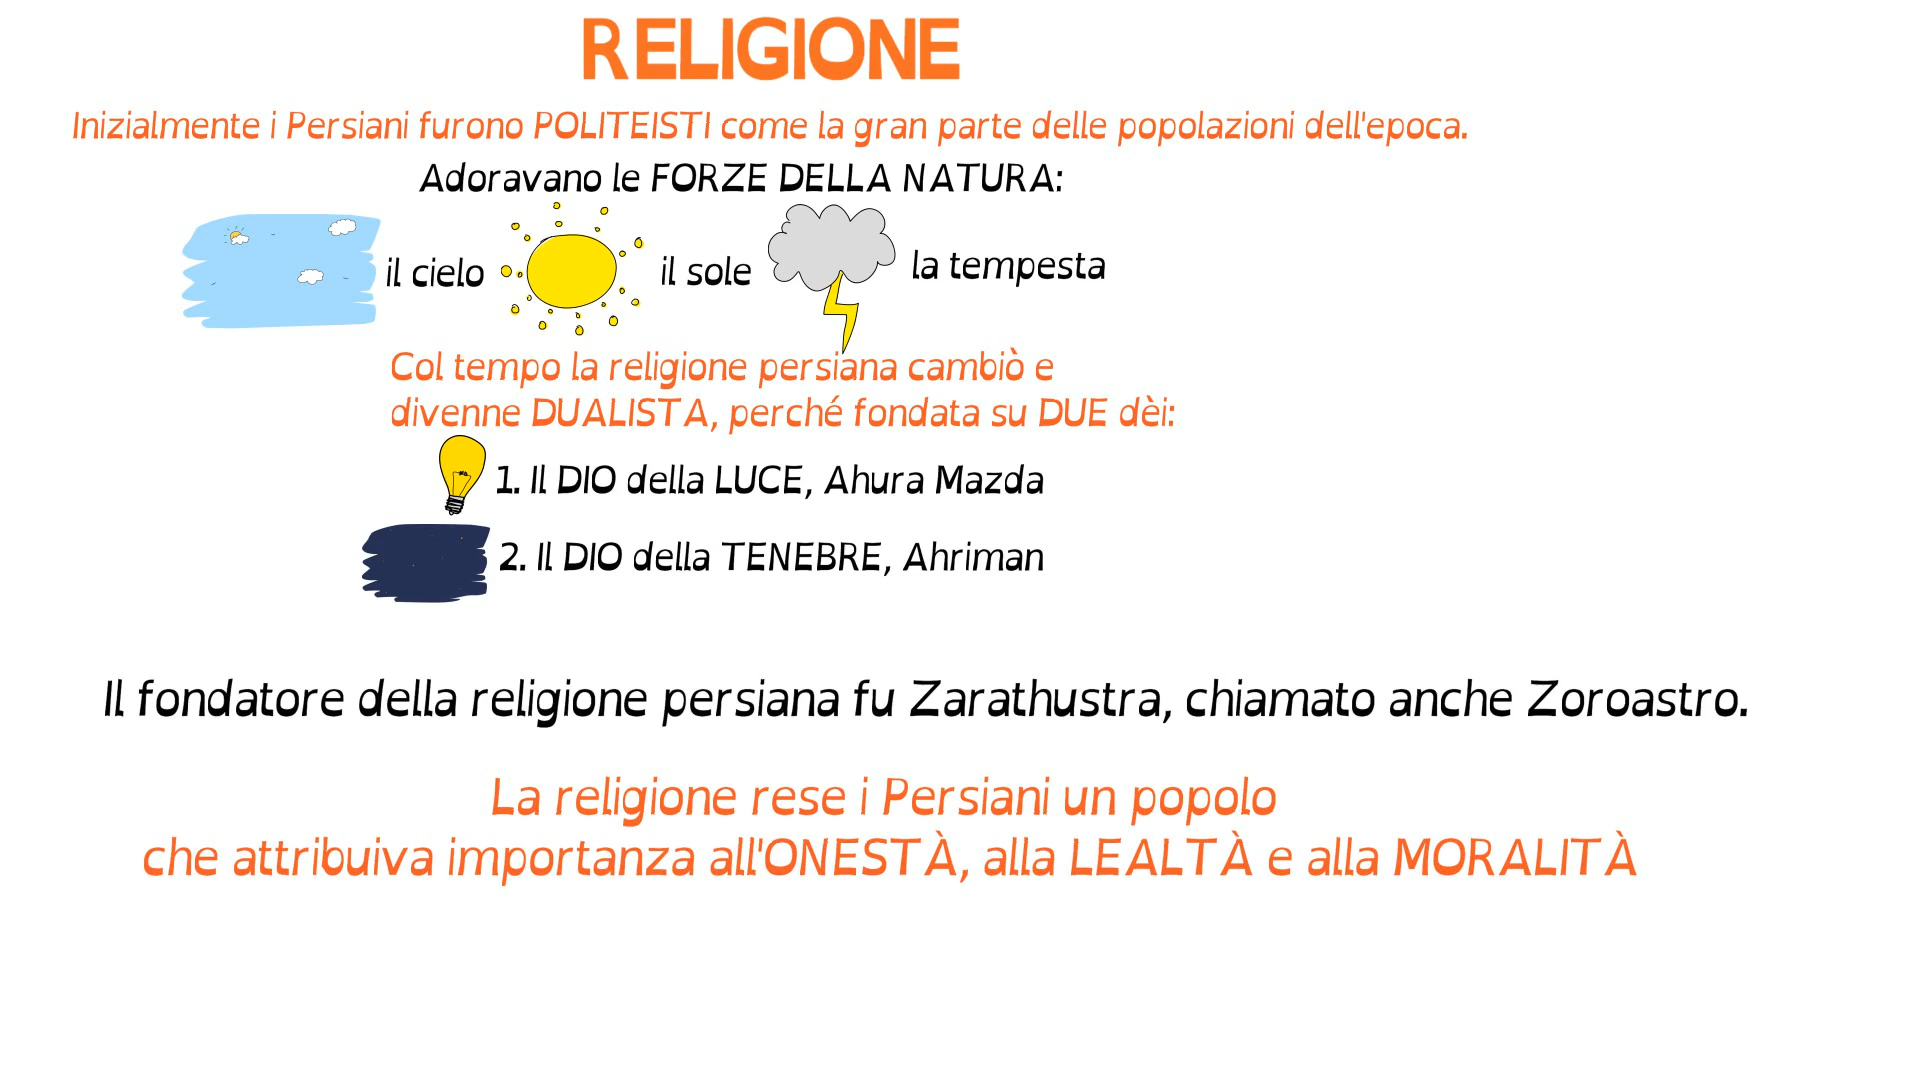 RELIGIONE
Inizialmente i Persiani furono POLITEISTI come la gran parte delle popolazioni dell'epoca.
Adoravano le FORZE DELLA NATURA:
il cielo
il sole
la tempesta
Col tempo la religione persiana cambiò e
divenne DUALISTA, perché fondata su DUE dèi:
1. Il DIO della LUCE, Ahura Mazda
2. Il DIO della TENEBRE, Ahriman
Il fondatore della religione persiana fu Zarathustra, chiamato anche Zoroastro.
La religione rese i Persiani un popolo
che attribuiva importanza all'ONESTÀ, alla LEALTÀ e alla MORALITÀ